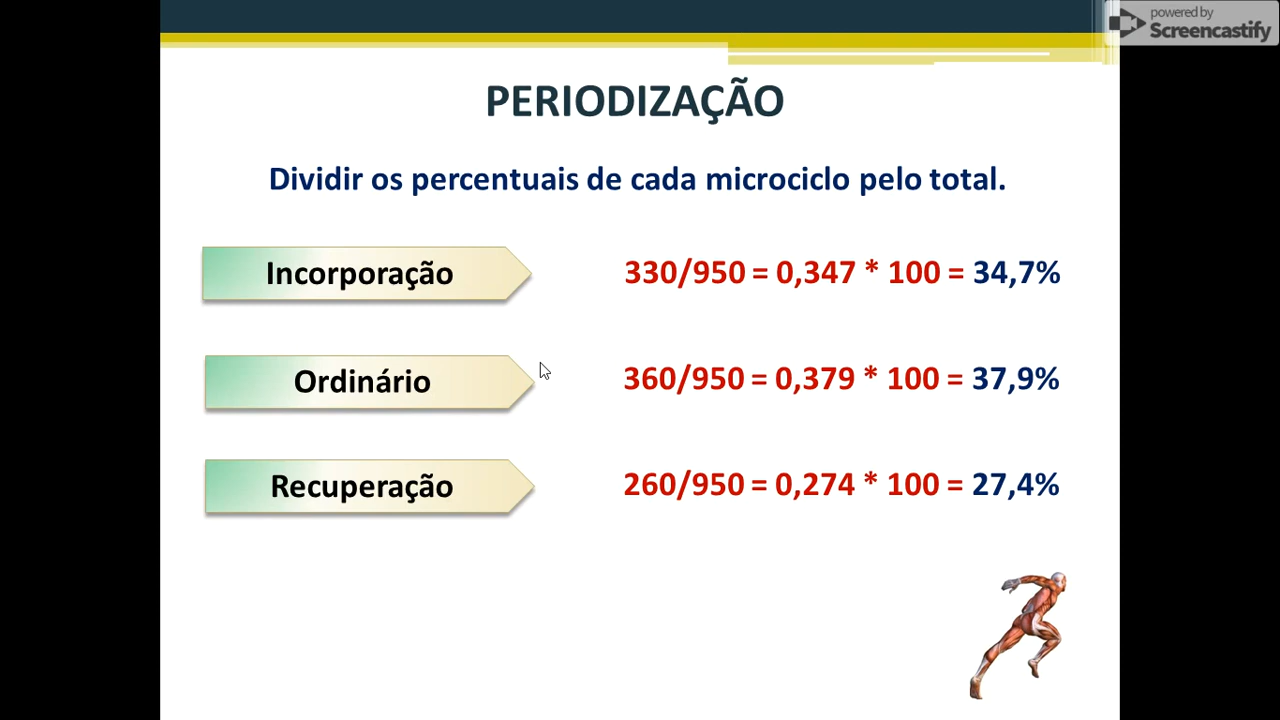 powered by
Screencastify
PERIODIZAÇÃO
Dividir os percentuais de cada microciclo pelo total.
Incorporação 330/950 = 0,347 * 100 = 34,7%
Ordinário 360/950 = 0,379 * 100 = 37,9%
Recuperação 260/950 = 0,274 * 100 = 27,4%